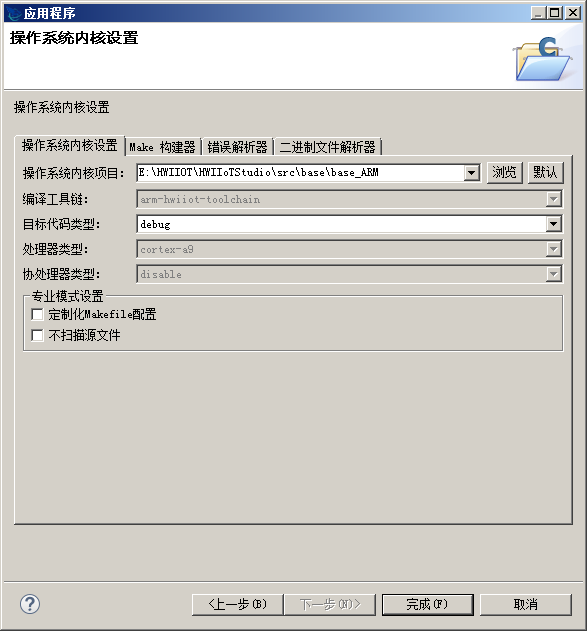 应用程序
操作系统内核设置
操作系统内核设置
操作系统内核设置 Make 构建器 错误解析器 二进制文件解析器
操作系统内核项目: E:\HWIIOT\HWIIoTStudio\src\base\base_ARM 浏览 默认
编译工具链: arm-hwiiot-toolchain
目标代码类型: debug
处理器类型: cortex-a9
协处理器类型: disable
专业模式设置
定制化Makefile配置
不扫描源文件
<上一步(B) 下一步(N)> 完成(F) 取消